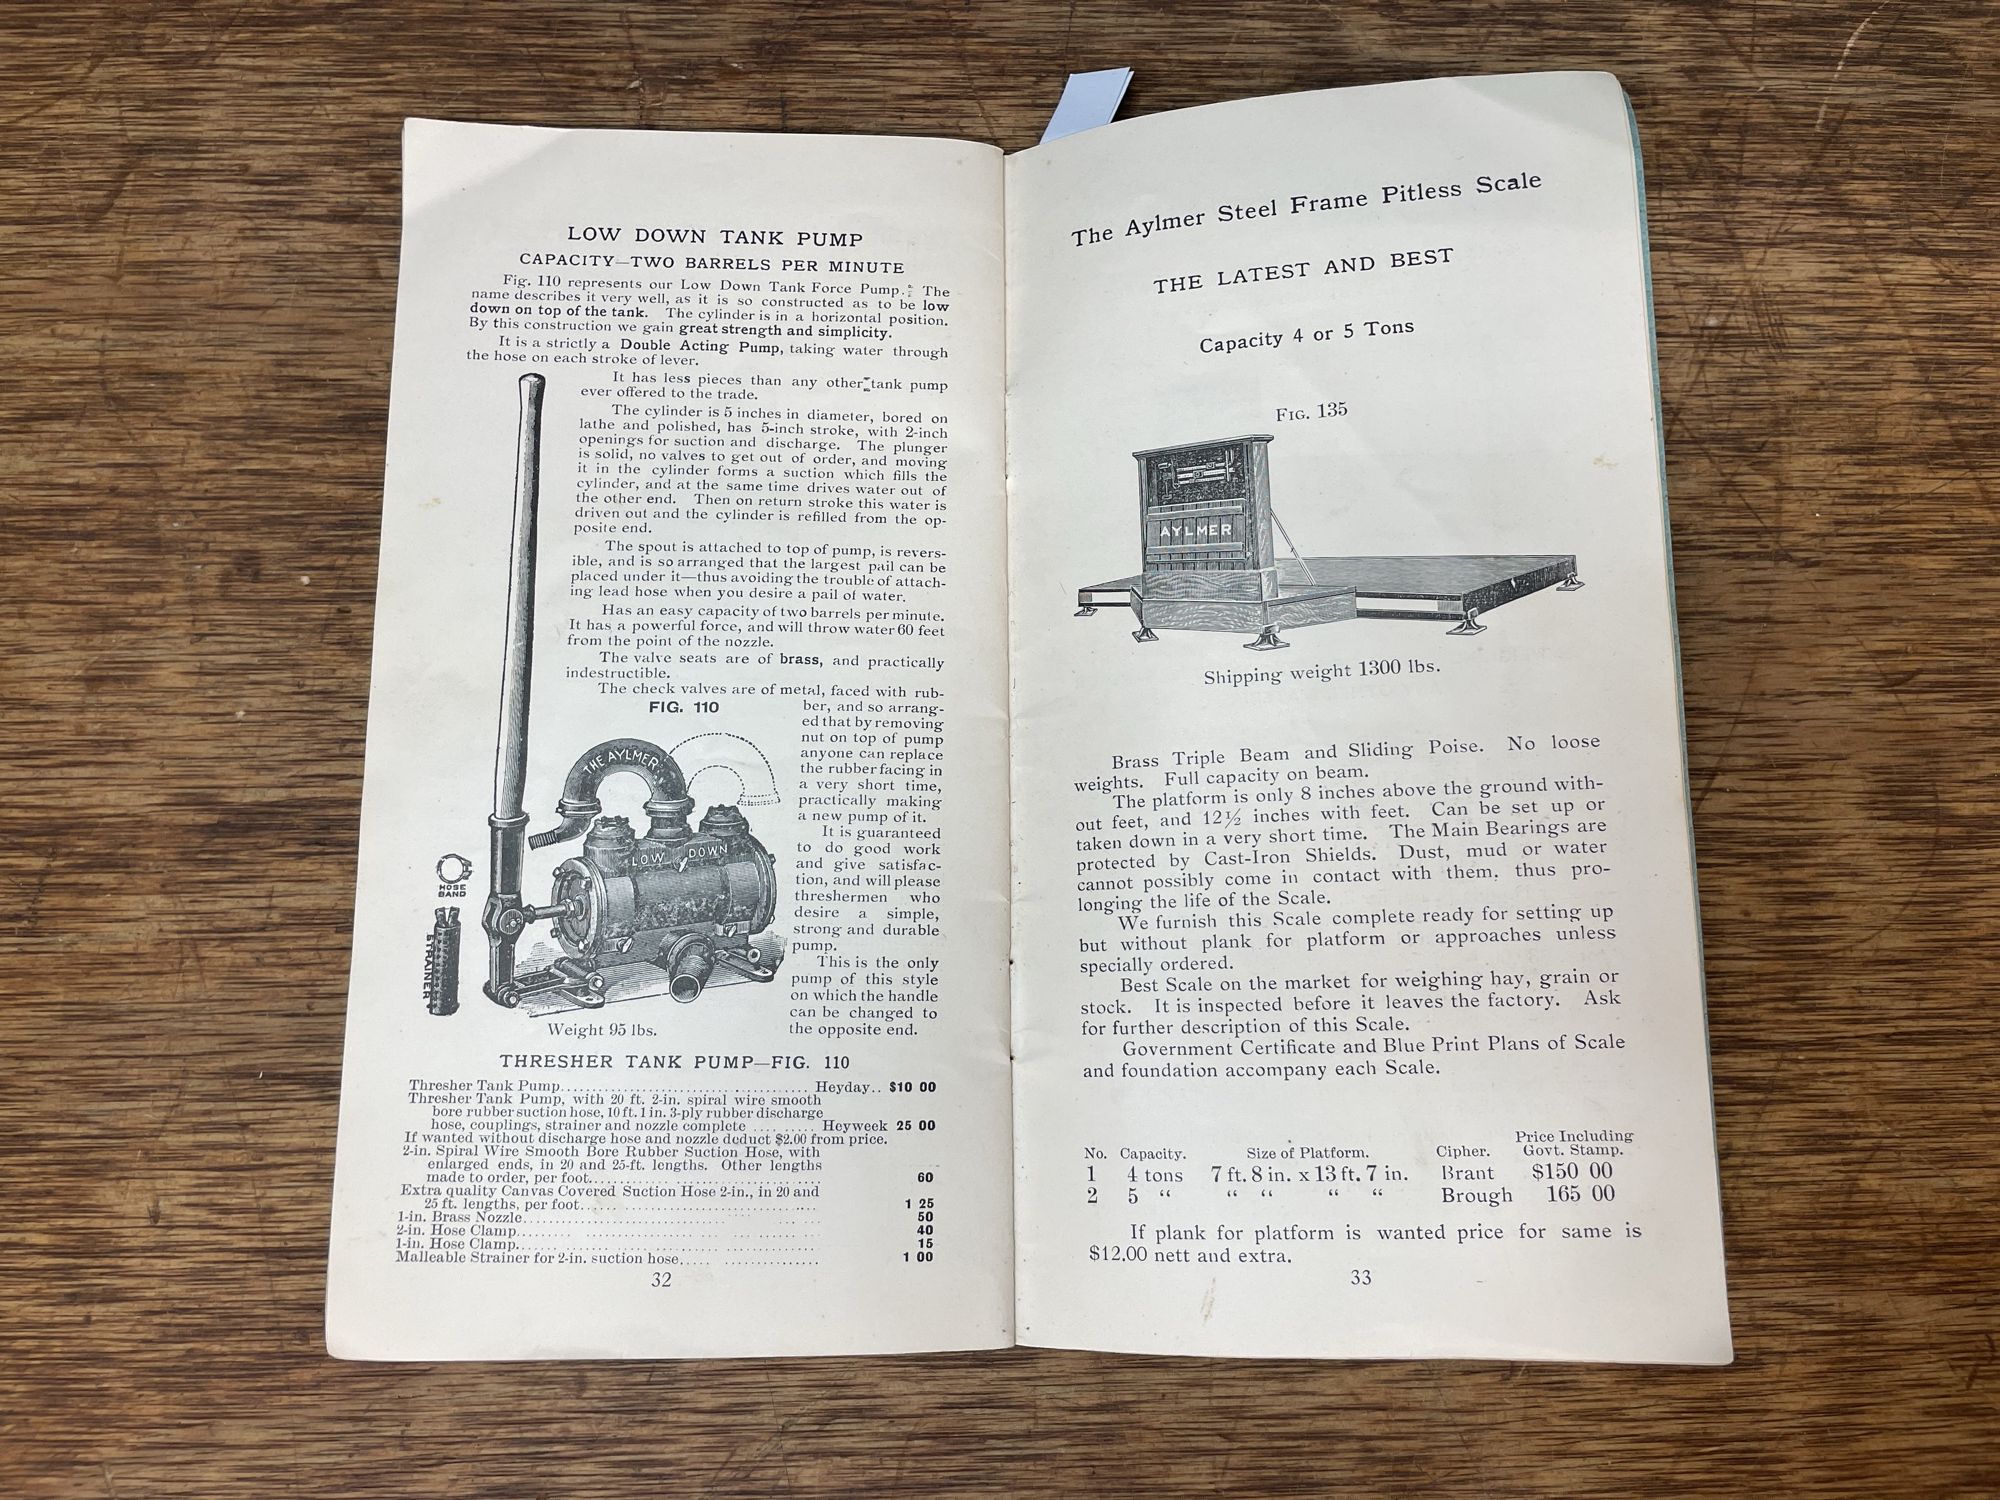 LOW DOWN TANK PUMP
CAPACITY—TWO BARRELS PER MINUTE
Fig. 110 represents our Low Down Tank Force Pump. The
name describes it very well, as it is so constructed as to be low
down on top of the tank. The cylinder is in a horizontal position.
By this construction we gain great strength and simplicity.
It is a strictly a Double Acting Pump, taking water through
the hose on each stroke of lever.
It has less pieces than any other tank pump
ever offered to the trade.
The cylinder is 5 inches in diameter, bored on
lathe and polished, has 5-inch stroke, with 2-inch
openings for suction and discharge. The plunger
is solid, no valves to get out of order, and moving
it in the cylinder forms a suction which fills the
cylinder, and at the same time drives water out of
the other end. Then on return stroke this water is
driven out and the cylinder is refilled from the op-
posite end.
The spout is attached to top of pump, is revers-
ible, and is so arranged that the largest pail can be
placed under it—thus avoiding the trouble of attach-
ing lead hose when you desire a pail of water.
Has an easy capacity of two barrels per minute.
It has a powerful force, and will throw water 60 feet
from the point of the nozzle.
The valve seats are of brass, and practically
indestructible.
The check valves are of metal, faced with rub-
ber, and so arrang-
ed that by removing
nut on top of pump
anyone can replace
the rubber facing in
a very short time,
practically making
a new pump of it.
It is guaranteed
to do good work
and give satisfac-
tion, and will please
threshermen who
desire a simple,
strong and durable
pump.
This is the only
pump of this style
on which the handle
can be changed to
the opposite end.
FIG. 110
THE AYLMER
LOW DOWN
HOSE
BAND
STRAINER
Weight 95 lbs.
THRESHER TANK PUMP—FIG. 110
Thresher Tank Pump.................................. Heyday.. $10 00
Thresher Tank Pump, with 20 ft. 2-in. spiral wire smooth
bore rubber suction hose, 10 ft. 1 in. 3-ply rubber discharge
hose, couplings, strainer and nozzle complete .... ..... Heyweek 25 00
If wanted without discharge hose and nozzle deduct $2.00 from price.
2-in. Spiral Wire Smooth Bore Rubber Suction Hose, with
enlarged ends, in 20 and 25-ft. lengths. Other lengths
made to order, per foot.................................. 60
Extra quality Canvas Covered Suction Hose 2-in., in 20 and
25 ft. lengths, per foot.................................. 1 25
1-in. Brass Nozzle.................................. 50
2-in. Hose Clamp.................................. 40
1-in. Hose Clamp.................................. 15
Malleable Strainer for 2-in. suction hose..... ............... 1 00
32
The Aylmer Steel Frame Pitless Scale
THE LATEST AND BEST
Capacity 4 or 5 Tons
FIG. 135
AYLMER
Shipping weight 1300 lbs.
Brass Triple Beam and Sliding Poise. No loose
weights. Full capacity on beam.
The platform is only 8 inches above the ground with-
out feet, and 12½ inches with feet. Can be set up or
taken down in a very short time. The Main Bearings are
protected by Cast-Iron Shields. Dust, mud or water
cannot possibly come in contact with them, thus pro-
longing the life of the Scale.
We furnish this Scale complete ready for setting up
but without plank for platform or approaches unless
specially ordered.
Best Scale on the market for weighing hay, grain or
stock. It is inspected before it leaves the factory. Ask
for further description of this Scale.
Government Certificate and Blue Print Plans of Scale
and foundation accompany each Scale.
Price Including
No. Capacity. Size of Platform. Cipher. Govt. Stamp.
1 4 tons 7 ft. 8 in. x 13 ft. 7 in. Brant $150 00
2 5 “ “ “ “ “ Brough 165 00
If plank for platform is wanted price for same is
$12.00 nett and extra.
33